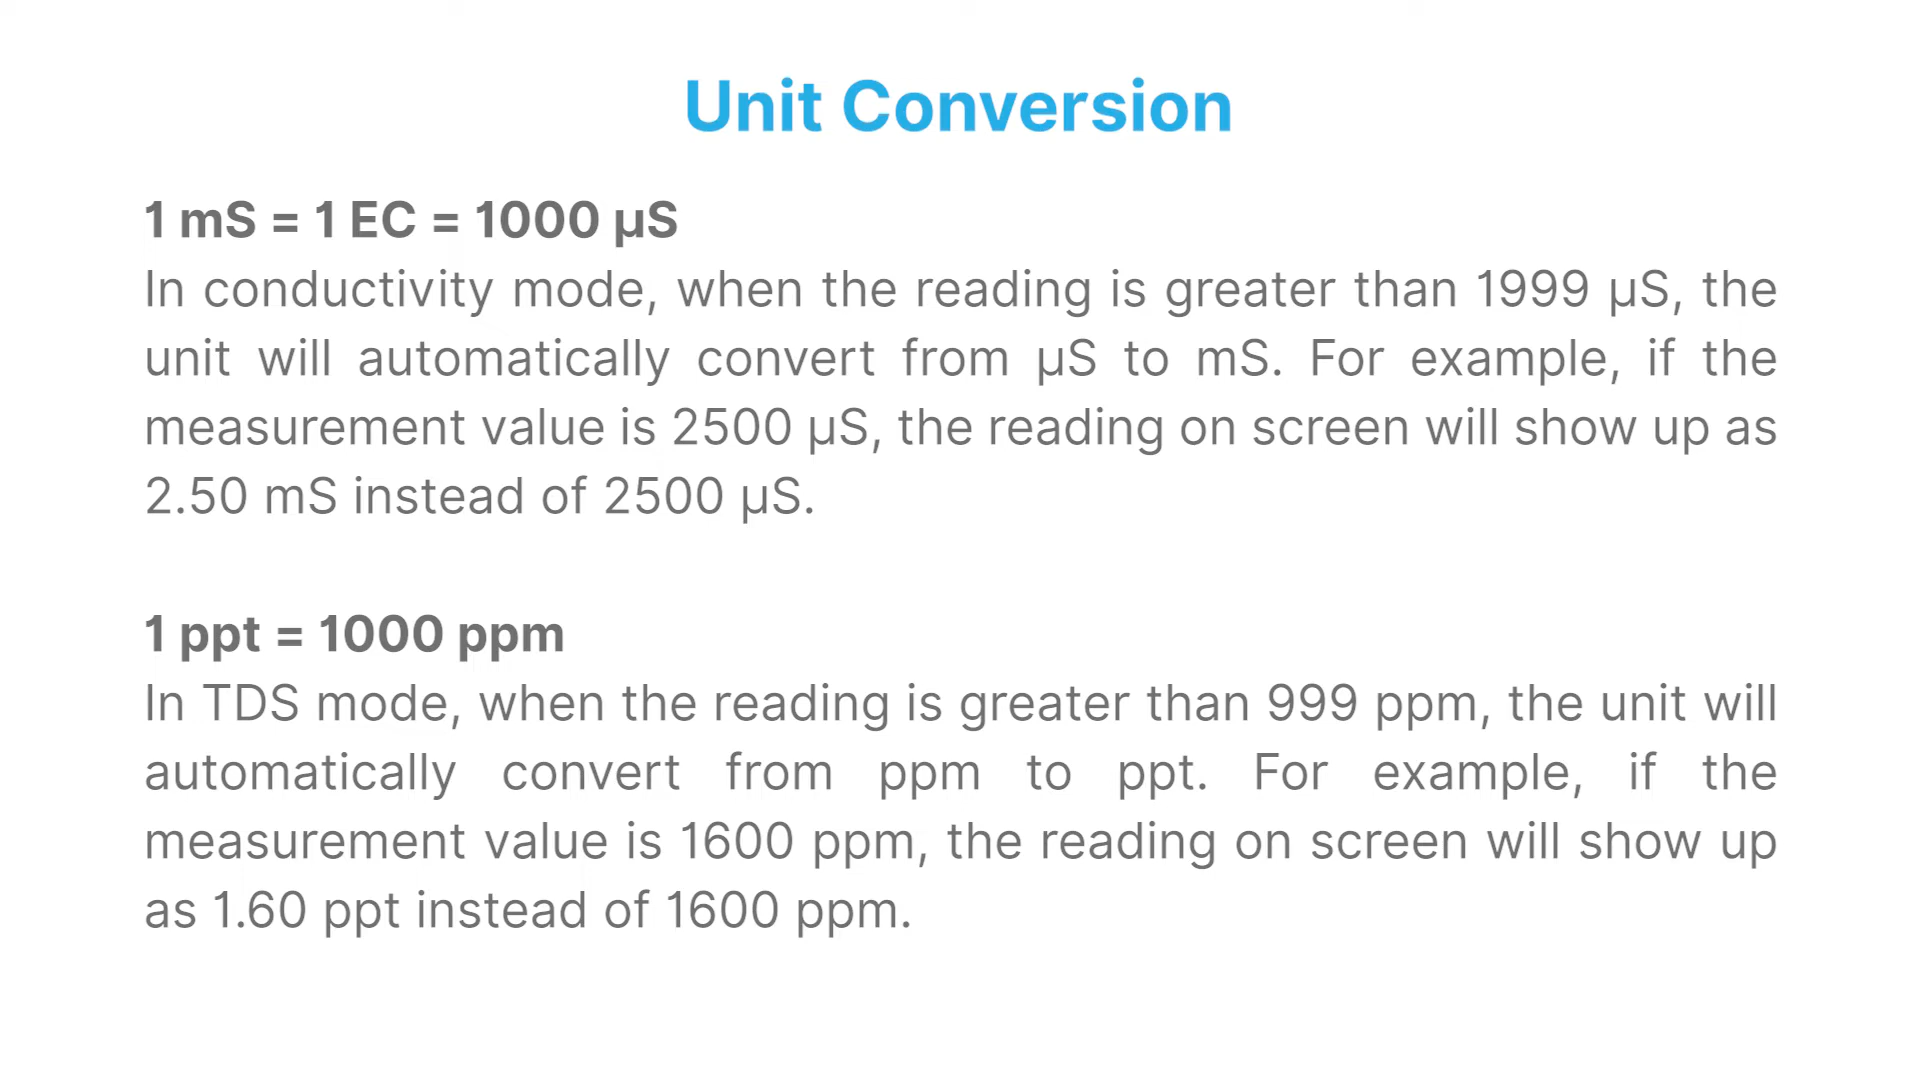 Unit Conversion
1 mS = 1 EC = 1000 µS
In conductivity mode, when the reading is greater than 1999 µS, the
unit will automatically convert from µS to mS. For example, if the
measurement value is 2500 µS, the reading on screen will show up as
2.50 mS instead of 2500 µS.
1 ppt = 1000 ppm
In TDS mode, when the reading is greater than 999 ppm, the unit will
automatically convert from ppm to ppt. For example, if the
measurement value is 1600 ppm, the reading on screen will show up
as 1.60 ppt instead of 1600 ppm.